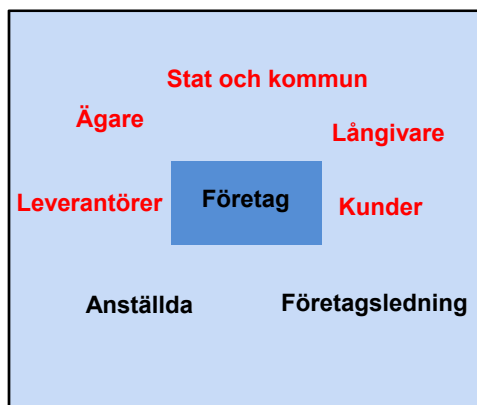 Stat och kommun
Ägare
Långivare
Leverantörer
Företag
Kunder
Anställda
Företagsledning